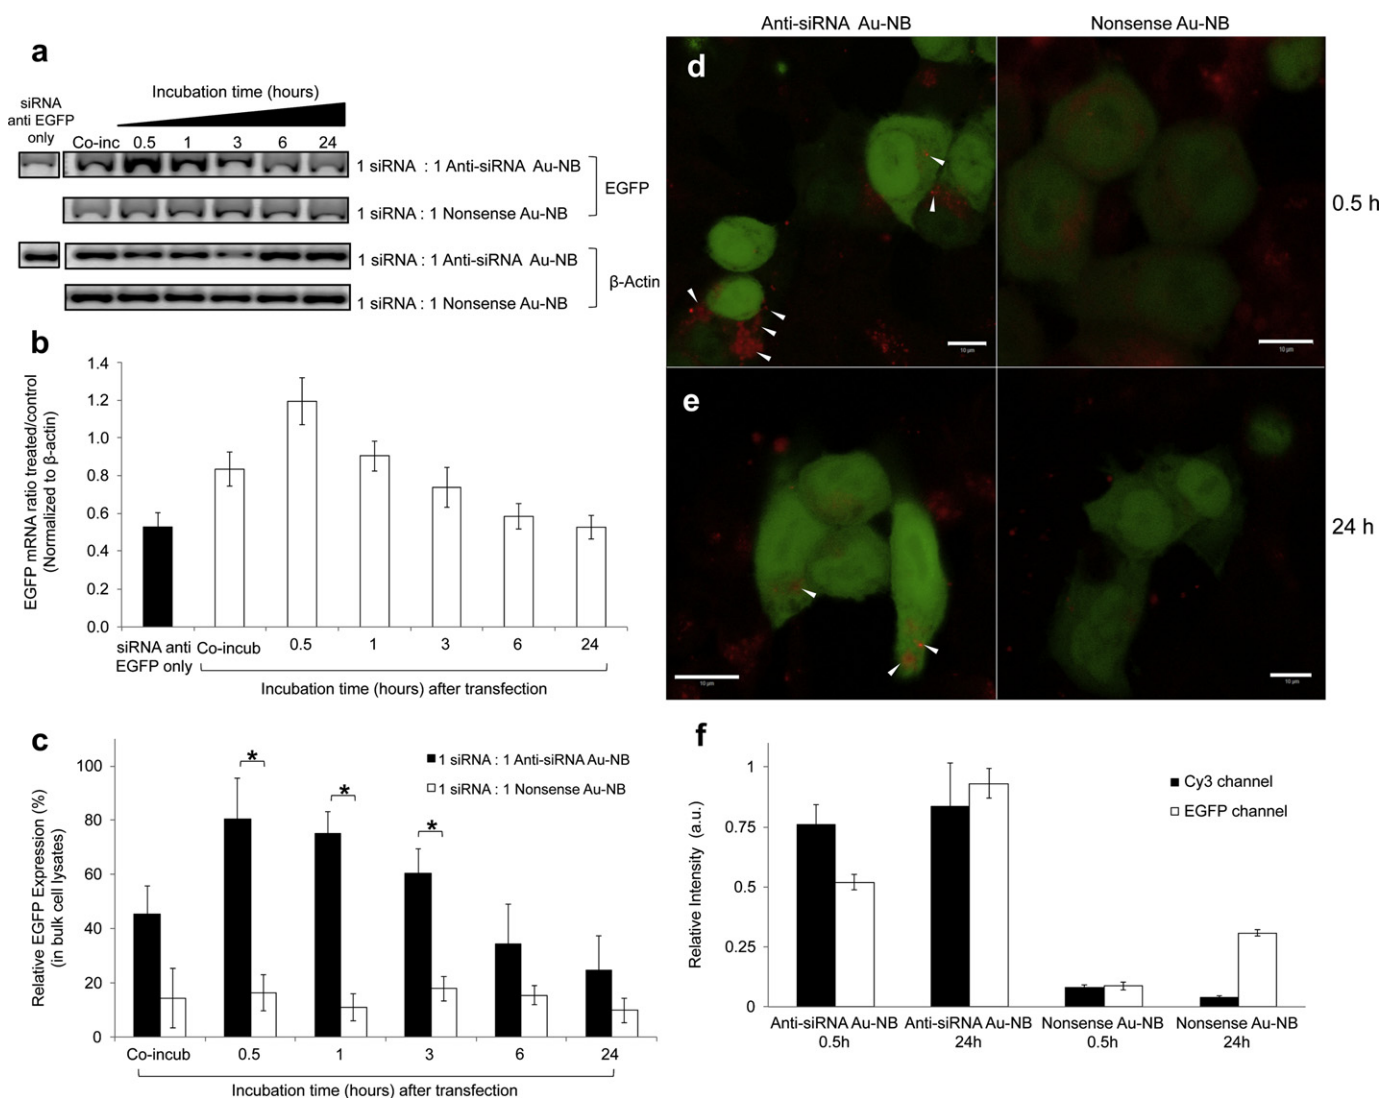 a
Incubation time (hours)
siRNA
anti EGFP
only
Co-inc 0.5 1 3 6 24
1 siRNA : 1 Anti-siRNA Au-NB
1 siRNA : 1 Nonsense Au-NB
EGFP
1 siRNA : 1 Anti-siRNA Au-NB
1 siRNA : 1 Nonsense Au-NB
β-Actin
b
EGFP mRNA ratio treated/control
(Normalized to β-actin)
1.4
1.2
1.0
0.8
0.6
0.4
0.2
0.0
siRNA anti
EGFP only
Co-incub 0.5 1 3 6 24
Incubation time (hours) after transfection
c
Relative EGFP Expression (%)
(in bulk cell lysates)
100
80
60
40
20
0
* * *
1 siRNA : 1 Anti-siRNA Au-NB
1 siRNA : 1 Nonsense Au-NB
Co-incub 0.5 1 3 6 24
Incubation time (hours) after transfection
Anti-siRNA Au-NB Nonsense Au-NB
d
0.5 h
10 µm 10 µm
e
24 h
10 µm 10 µm
f
Relative Intensity (a.u.)
1
0.75
0.5
0.25
0
Cy3 channel
EGFP channel
Anti-siRNA Au-NB Anti-siRNA Au-NB Nonsense Au-NB Nonsense Au-NB
0.5h 24h 0.5h 24h